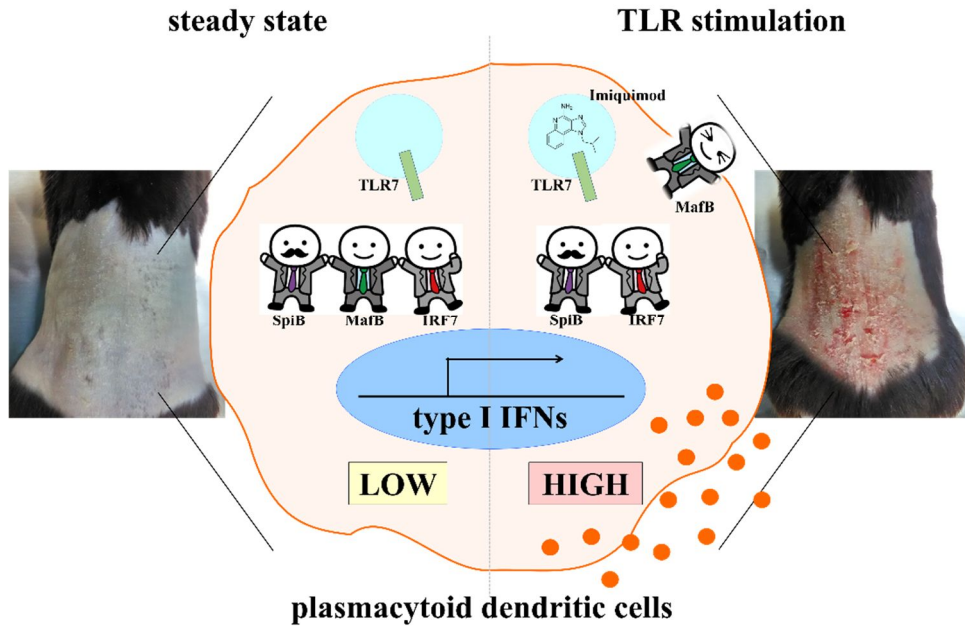 steady state
TLR stimulation
Imiquimod
NH₂
N
N
N
TLR7
TLR7
MafB
SpiB
MafB
IRF7
SpiB
IRF7
type I IFNs
LOW
HIGH
plasmacytoid dendritic cells